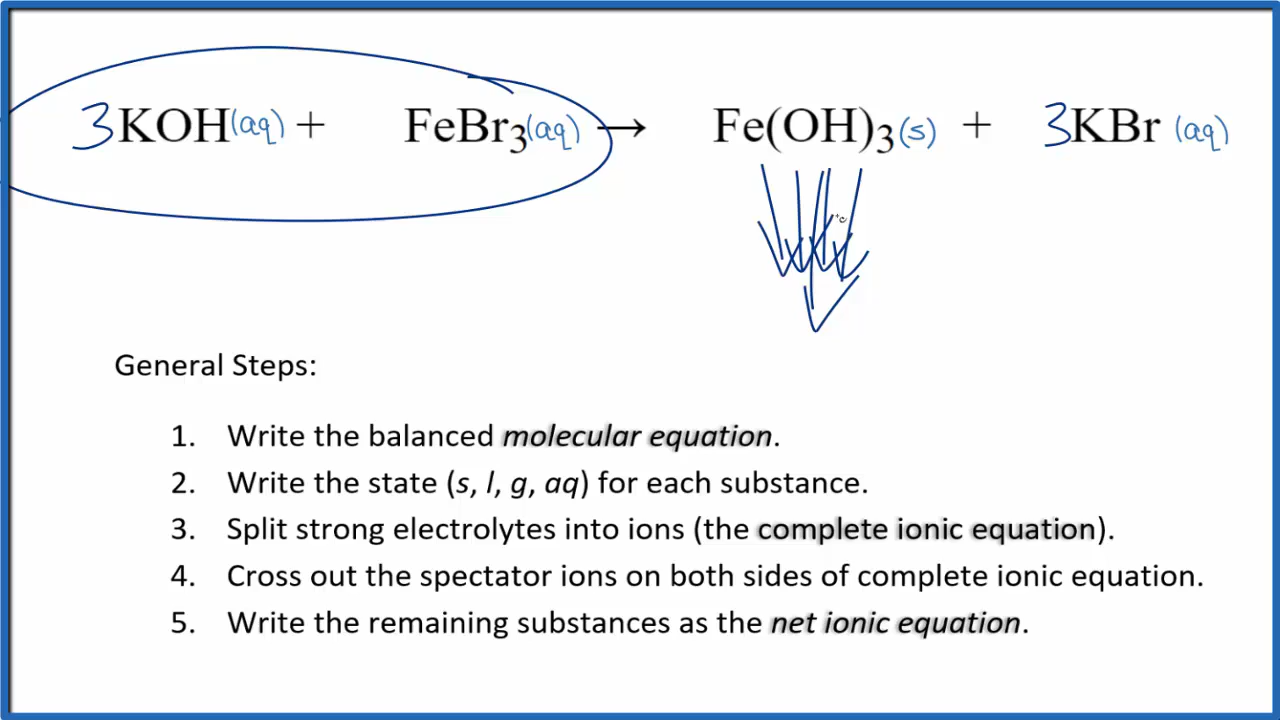 3KOH(aq) + FeBr₃(aq) → Fe(OH)₃(s) + 3KBr (aq)
General Steps:
1. Write the balanced molecular equation.
2. Write the state (s, l, g, aq) for each substance.
3. Split strong electrolytes into ions (the complete ionic equation).
4. Cross out the spectator ions on both sides of complete ionic equation.
5. Write the remaining substances as the net ionic equation.